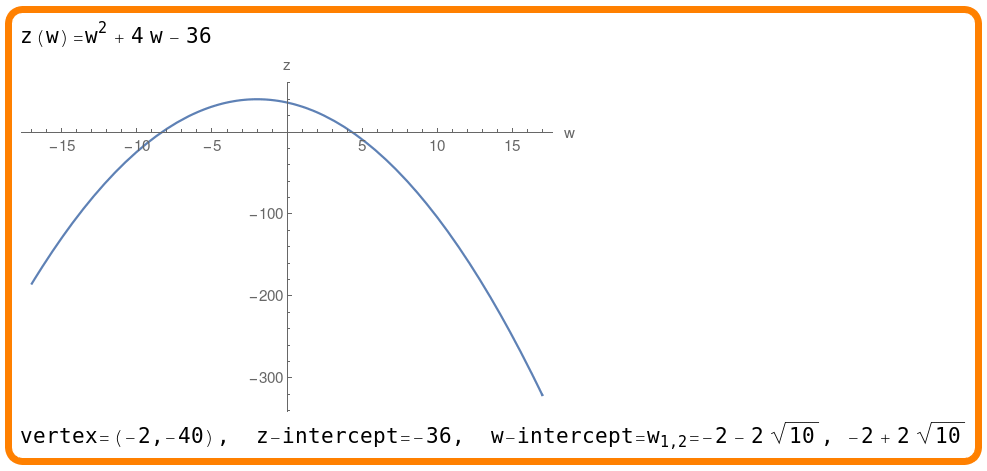 z(w)=w² + 4 w − 36
z
w
−15 −10 −5 5 10 15
−100
−200
−300
vertex=(−2,−40), z−intercept=−36, w−intercept=w₁,₂=−2 − 2 √10, −2 + 2 √10